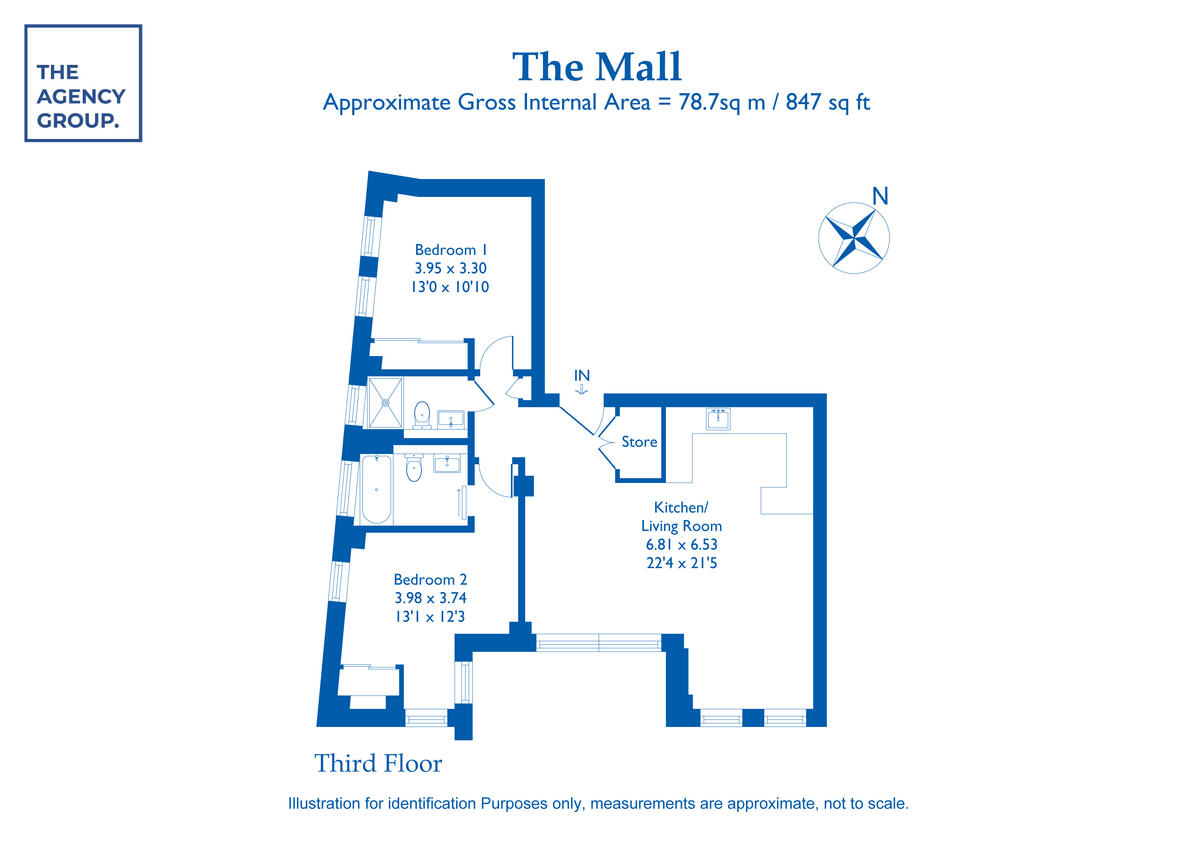 THE
AGENCY
GROUP.
The Mall
Approximate Gross Internal Area = 78.7sq m / 847 sq ft
N
Bedroom 1
3.95 x 3.30
13'0 x 10'10
IN
Store
Kitchen/
Living Room
6.81 x 6.53
22'4 x 21'5
Bedroom 2
3.98 x 3.74
13'1 x 12'3
Third Floor
Illustration for identification Purposes only, measurements are approximate, not to scale.